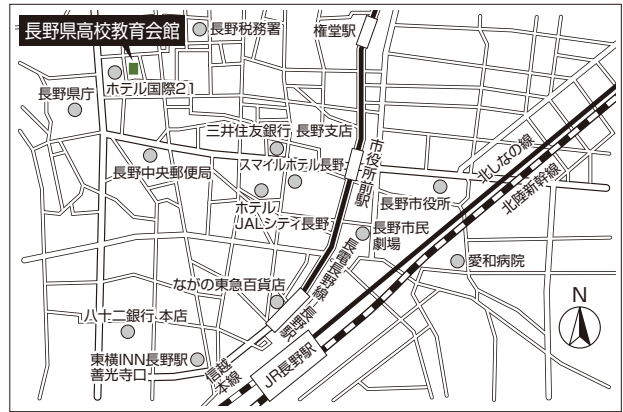 長野県高校教育会館
長野税務署
権堂駅
ホテル国際21
長野県庁
三井住友銀行 長野支店
市役所前駅
北しなの線
北陸新幹線
スマイルホテル長野
長野中央郵便局
長野市役所
ホテル
JALシティ長野
長野市民
劇場
長電長野線
愛和病院
ながの東急百貨店
長野駅
N
八十二銀行 本店
JR長野駅
東横INN長野駅
善光寺口
信越
本線